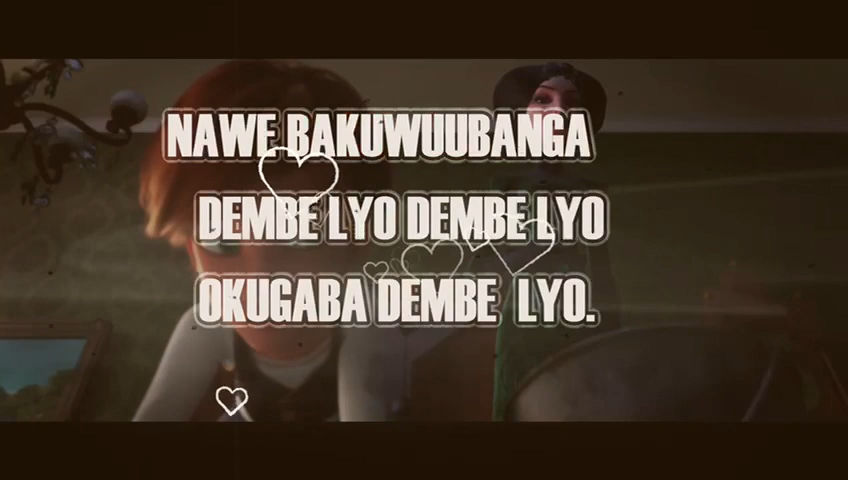 NAWE BAKUWUUBANGA
DEMBE LYO DEMBE LYO
OKUGABA DEMBE LYO.